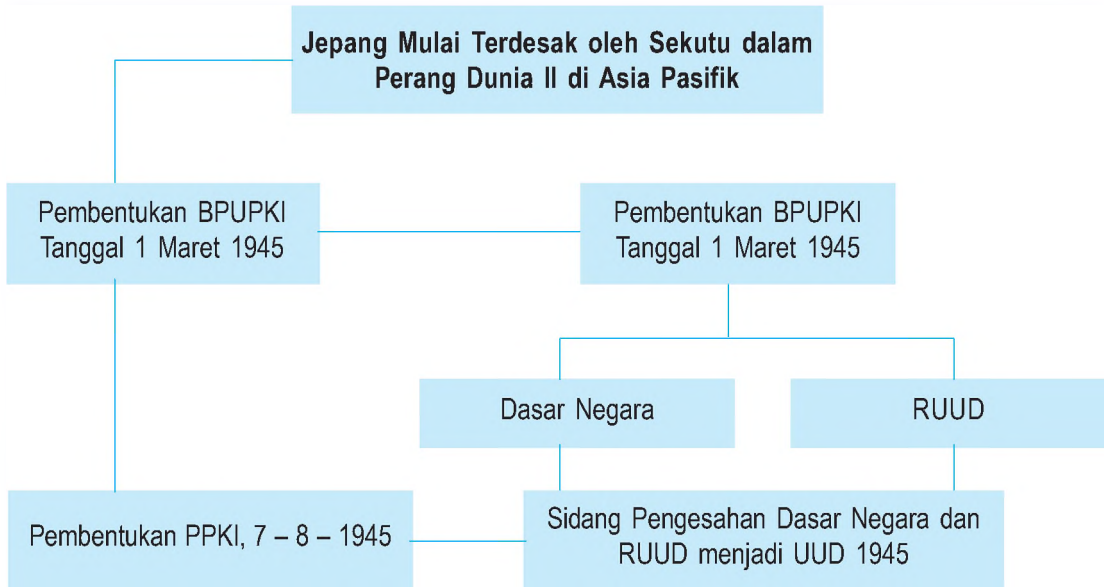 Jepang Mulai Terdesak oleh Sekutu dalam
Perang Dunia II di Asia Pasifik
Pembentukan BPUPKI
Tanggal 1 Maret 1945
Pembentukan BPUPKI
Tanggal 1 Maret 1945
Dasar Negara
RUUD
Pembentukan PPKI, 7 – 8 – 1945
Sidang Pengesahan Dasar Negara dan
RUUD menjadi UUD 1945